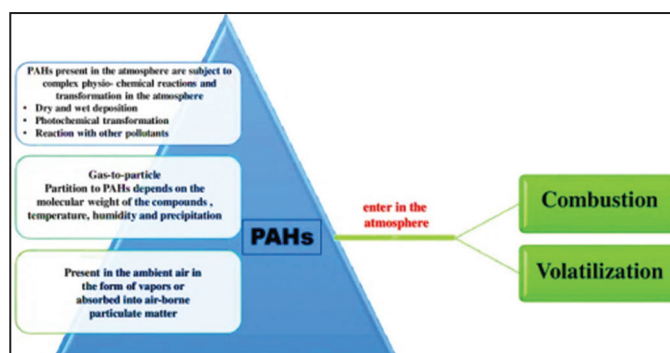 PAHs present in the atmosphere are subject to
complex physio- chemical reactions and
transformation in the atmosphere
• Dry and wet deposition
• Photochemical transformation
• Reaction with other pollutants
Gas-to-particle
Partition to PAHs depends on the
molecular weight of the compounds ,
temperature, humidity and precipitation
Present in the ambient air in
the form of vapors or
absorbed into air-borne
particulate matter
PAHs
enter in the
atmosphere
Combustion
Volatilization